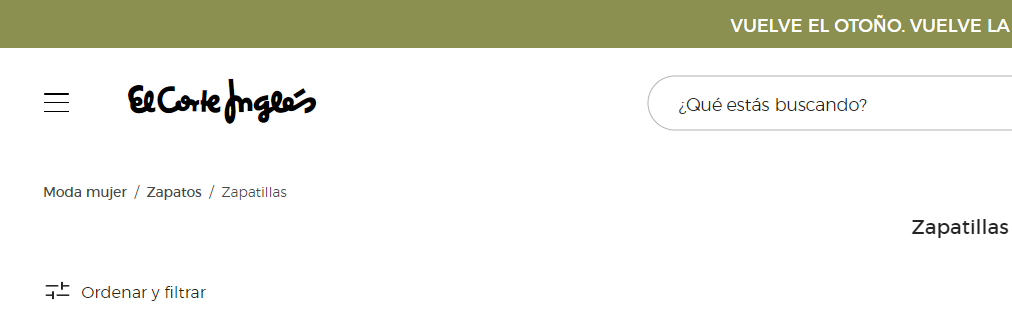 VUELVE EL OTOÑO. VUELVE LA
El Corte Inglés
¿Qué estás buscando?
Moda mujer / Zapatos / Zapatillas
Zapatillas
Ordenar y filtrar